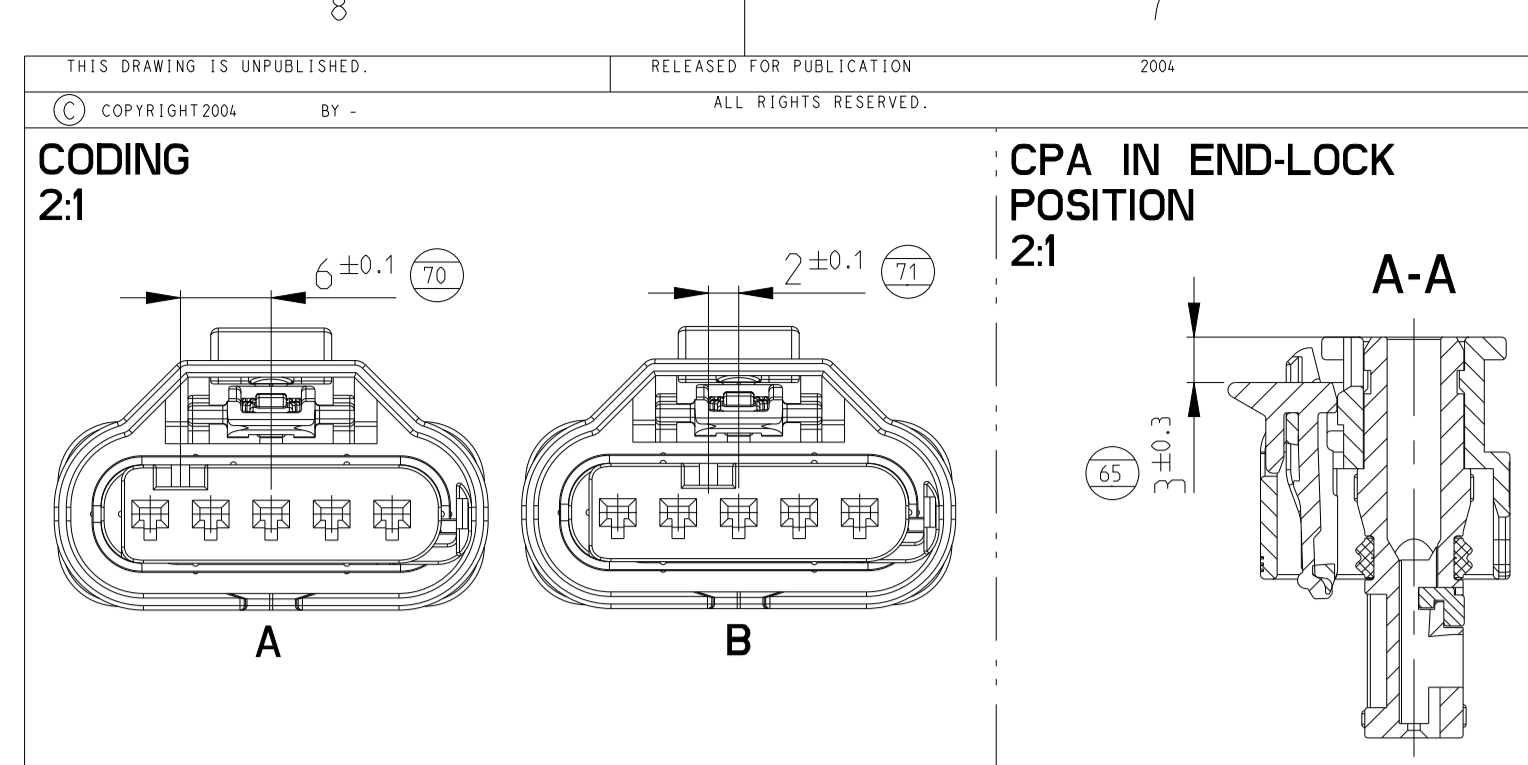 8
7
THIS DRAWING IS UNPUBLISHED.
RELEASED FOR PUBLICATION 2004
© COPYRIGHT 2004 BY -
ALL RIGHTS RESERVED.
CODING
2:1
6 ±0.1 70
2 ±0.1 71
A
B
CPA IN END-LOCK
POSITION
2:1
A-A
65
3 ±0.3